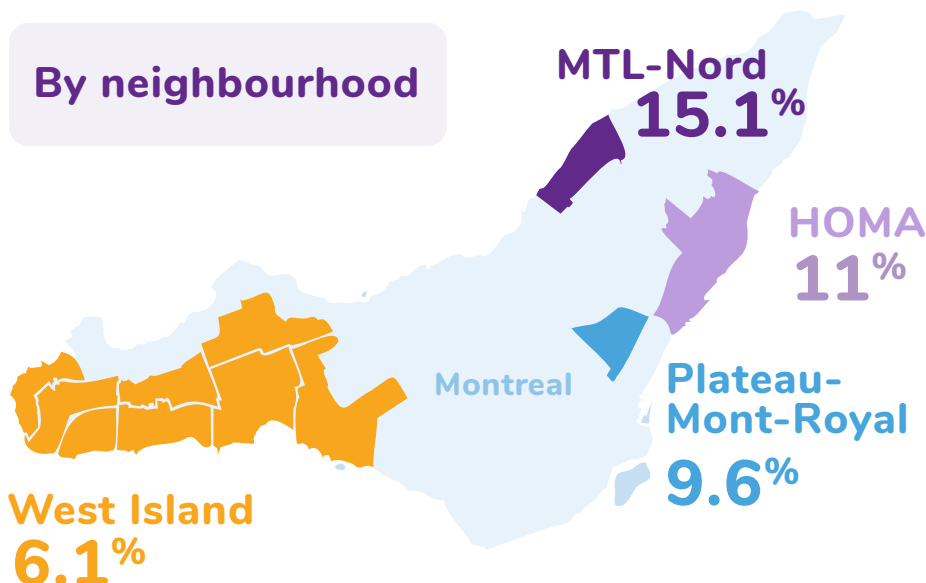 By neighbourhood
MTL-Nord
15.1%
HOMA
11%
Montreal
Plateau-
Mont-Royal
9.6%
West Island
6.1%